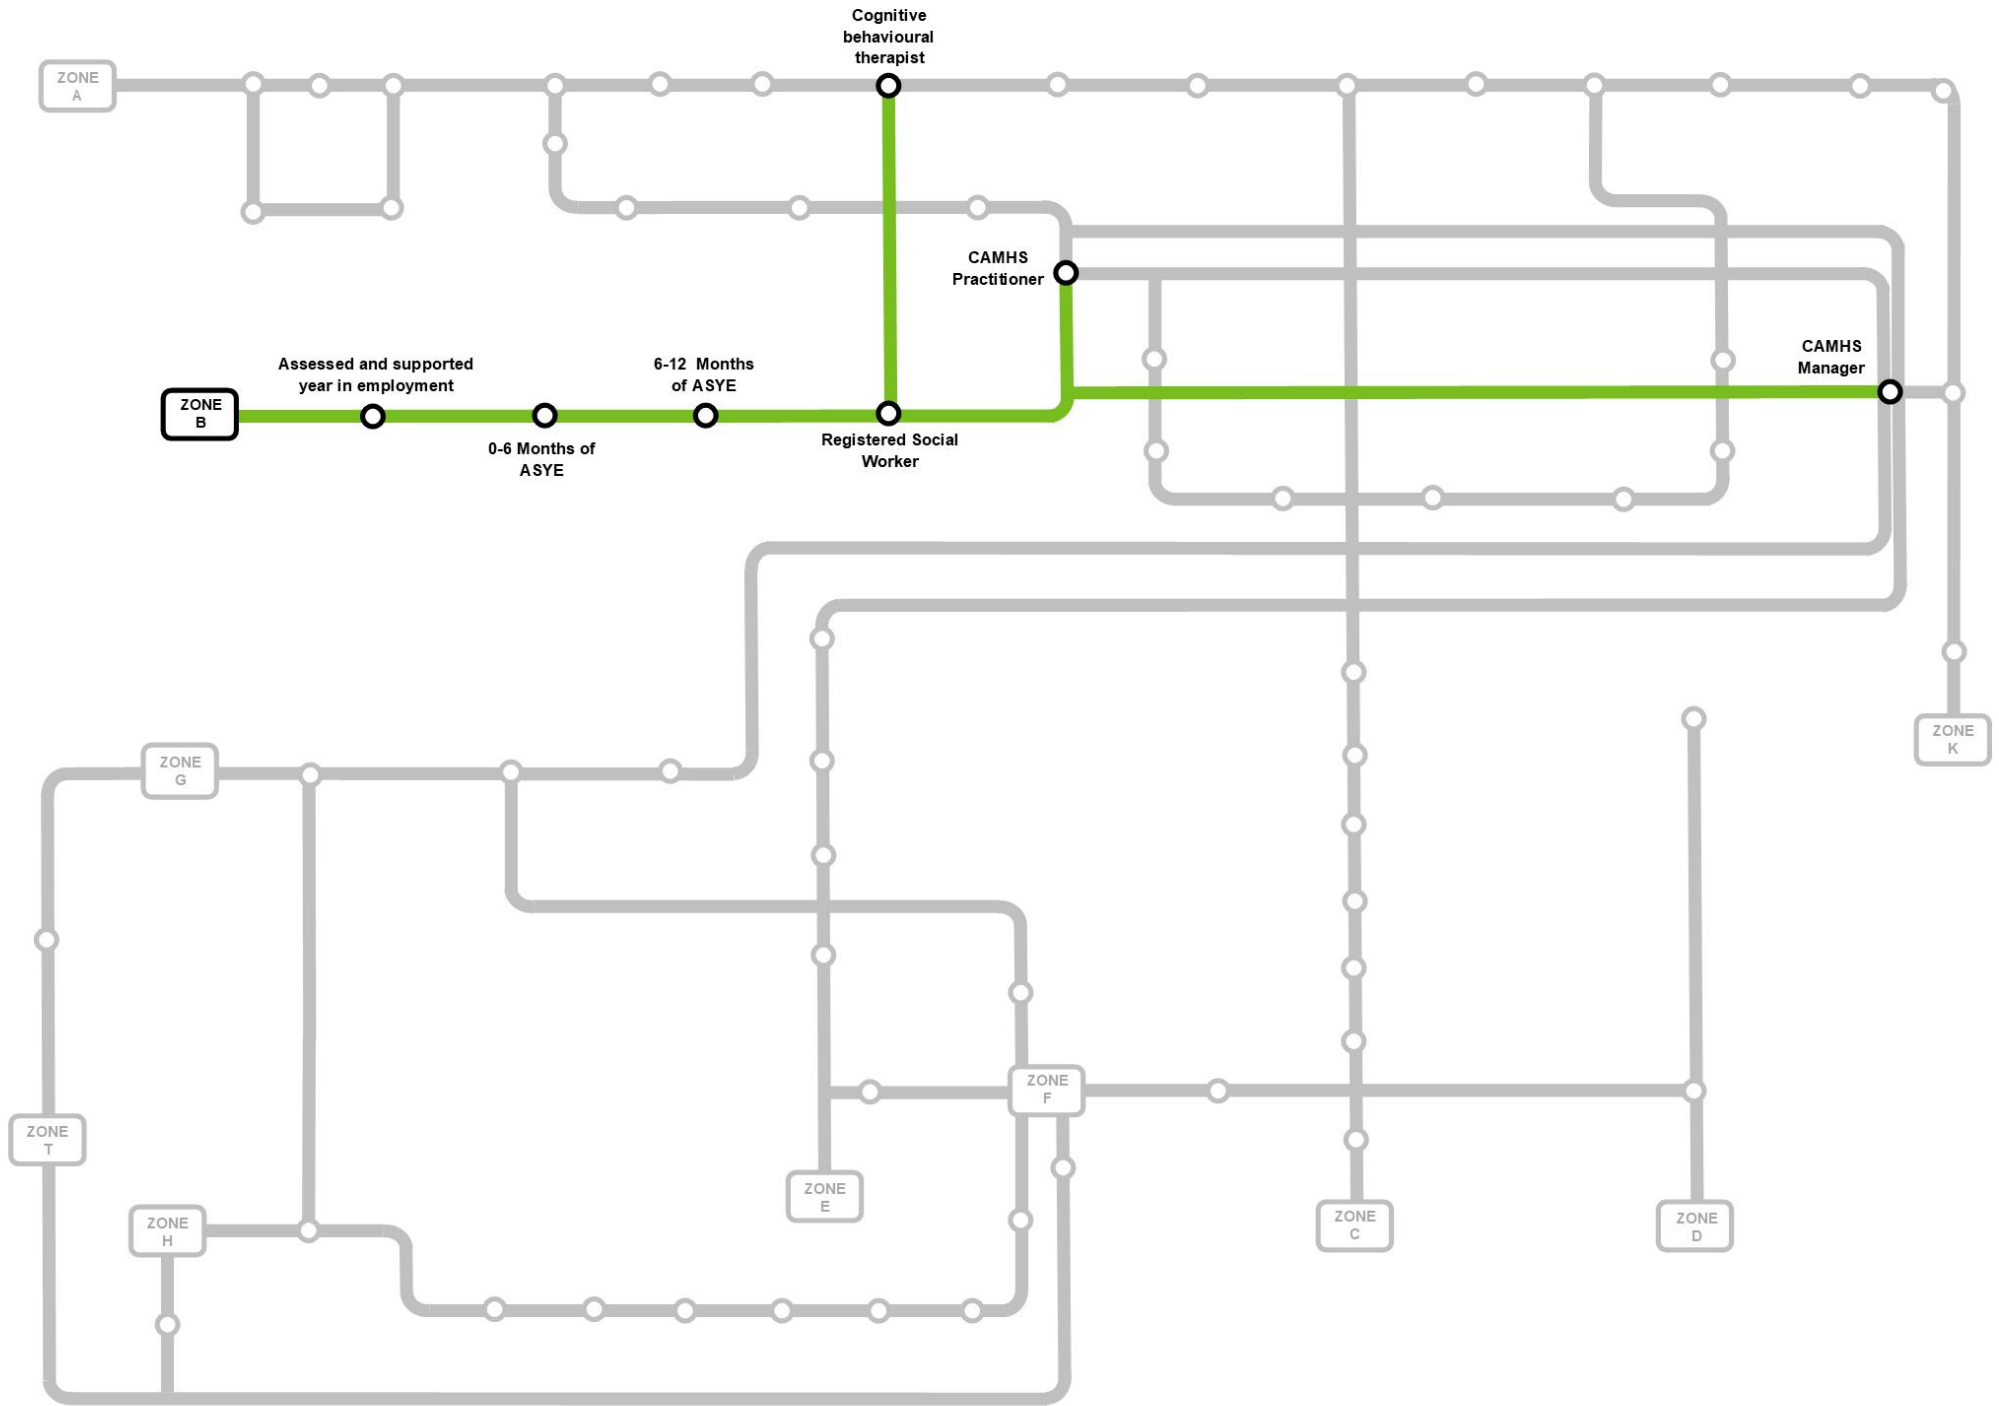 Cognitive
behavioural
therapist
ZONE
A
CAMHS
Practitioner
CAMHS
Manager
Assessed and supported
year in employment
6-12  Months
of ASYE
ZONE
B
0-6 Months of
ASYE
Registered Social
Worker
ZONE
K
ZONE
G
ZONE
F
ZONE
T
ZONE
E
ZONE
H
ZONE
C
ZONE
D